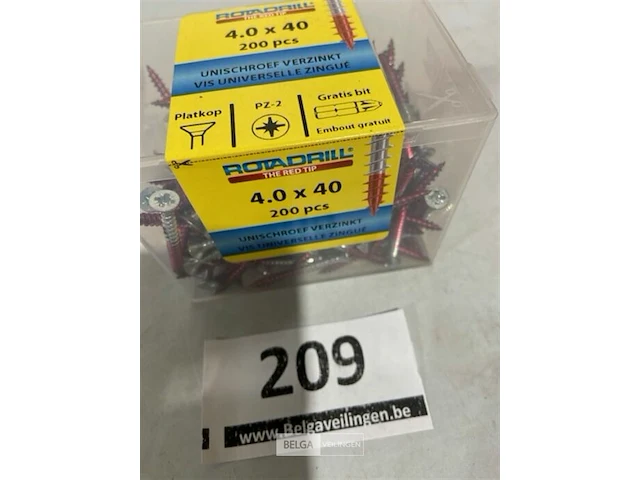 ROTADRILL
THE RED TIP
4.0 x 40
200 pcs
UNISCHROEF VERZINKT
VIS UNIVERSELLE ZINGUÉ
Platkop
PZ-2
Gratis bit
Embout gratuit
ROTADRILL
THE RED TIP
4.0 x 40
200 pcs
UNISCHROEF VERZINKT
VIS UNIVERSELLE ZINGUÉ
209
www.Belgaveilingen.be
BELGA VEILINGEN